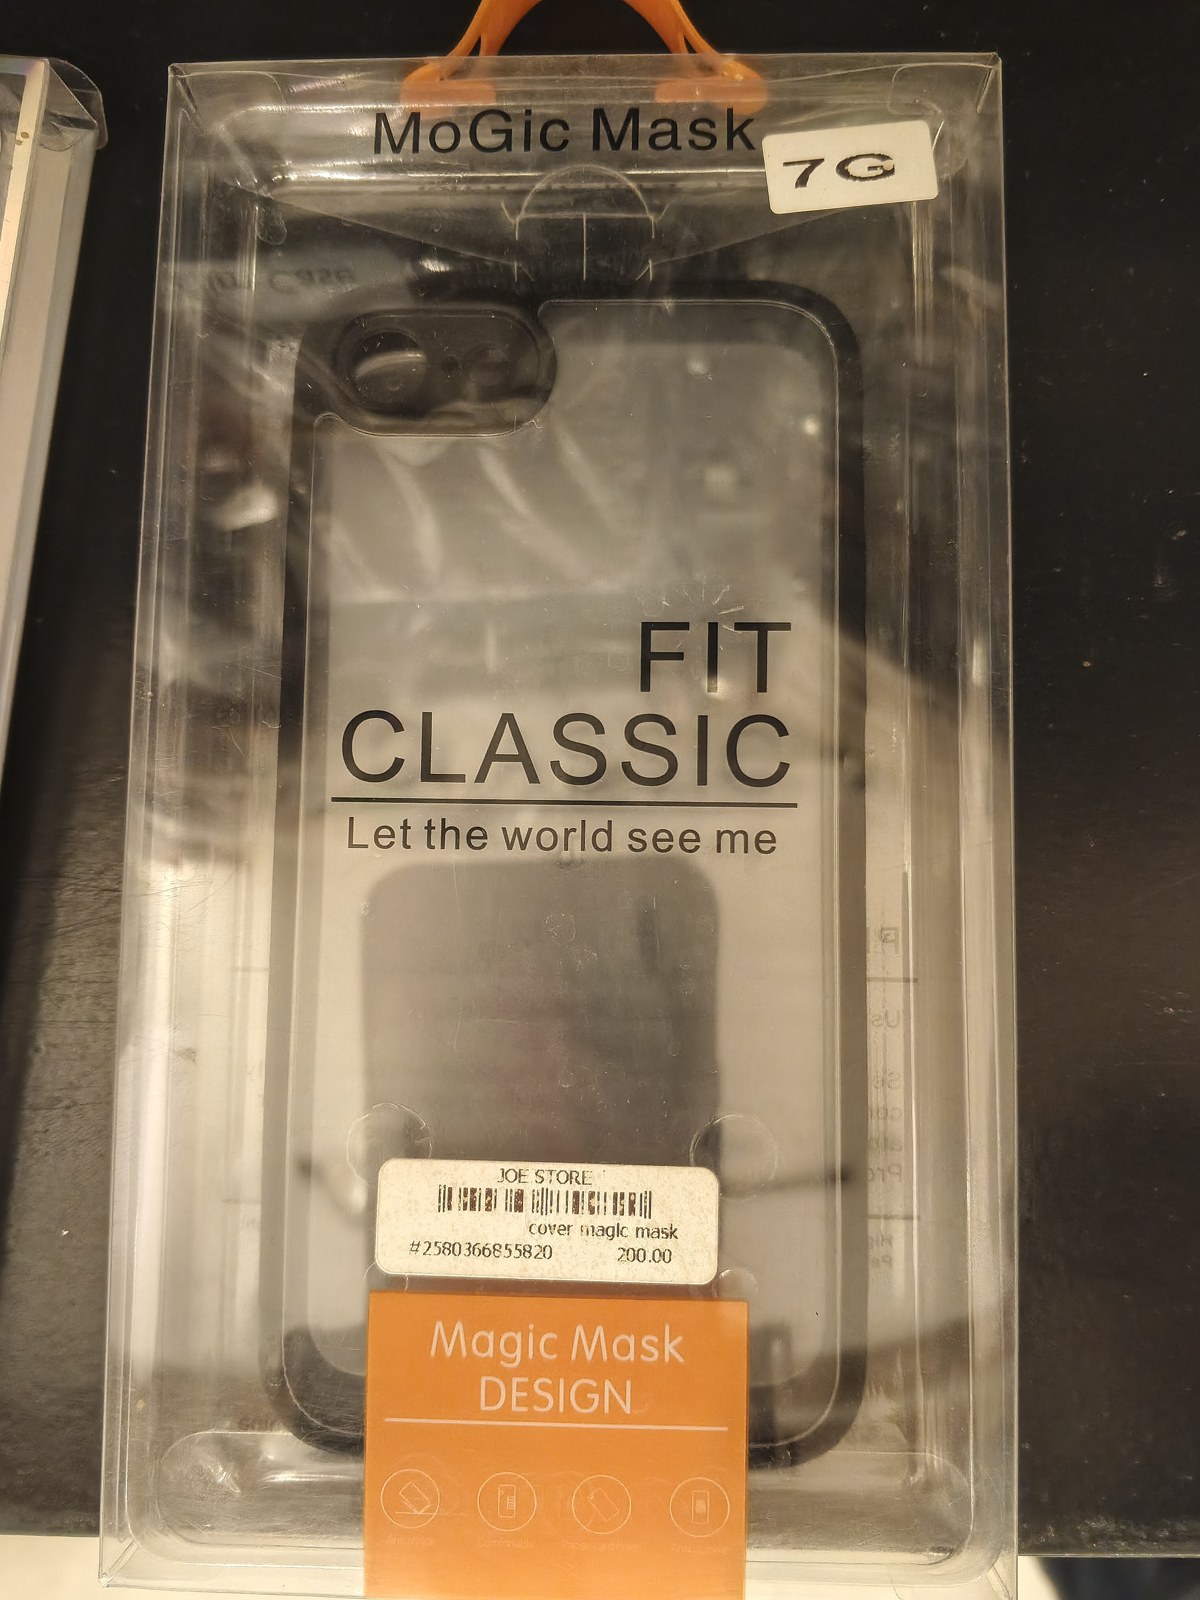 MoGic Mask
7G
FIT
CLASSIC
Let the world see me
JOE STORE
cover magic mask
#2580366855820 200.00
Magic Mask
DESIGN